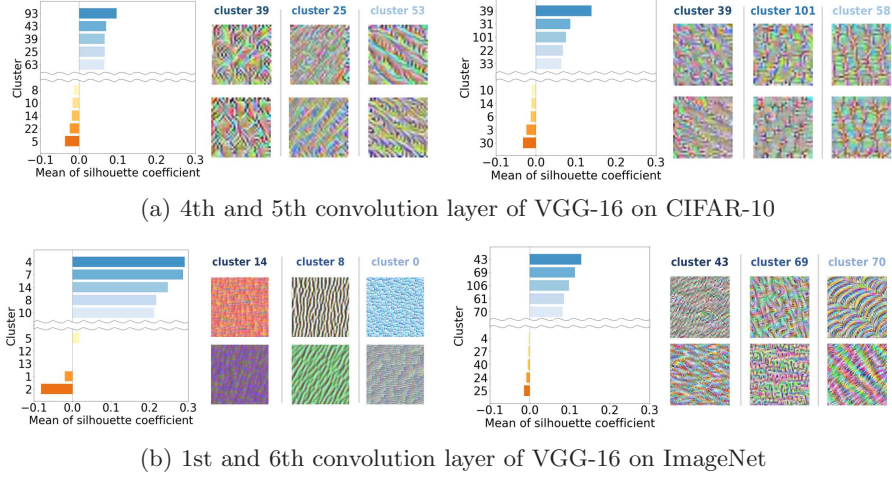 93
43
39
25
63
8
10
14
22
5
Cluster
−0.1 0.0 0.1 0.2 0.3
Mean of silhouette coefficient
cluster 39 cluster 25 cluster 53
39
31
101
22
33
10
14
6
3
30
Cluster
−0.1 0.0 0.1 0.2 0.3
Mean of silhouette coefficient
cluster 39 cluster 101 cluster 58
(a) 4th and 5th convolution layer of VGG-16 on CIFAR-10
4
7
14
8
10
5
12
13
1
2
Cluster
−0.1 0.0 0.1 0.2 0.3
Mean of silhouette coefficient
cluster 14 cluster 8 cluster 0
43
69
106
61
70
4
27
40
24
25
Cluster
−0.1 0.0 0.1 0.2 0.3
Mean of silhouette coefficient
cluster 43 cluster 69 cluster 70
(b) 1st and 6th convolution layer of VGG-16 on ImageNet